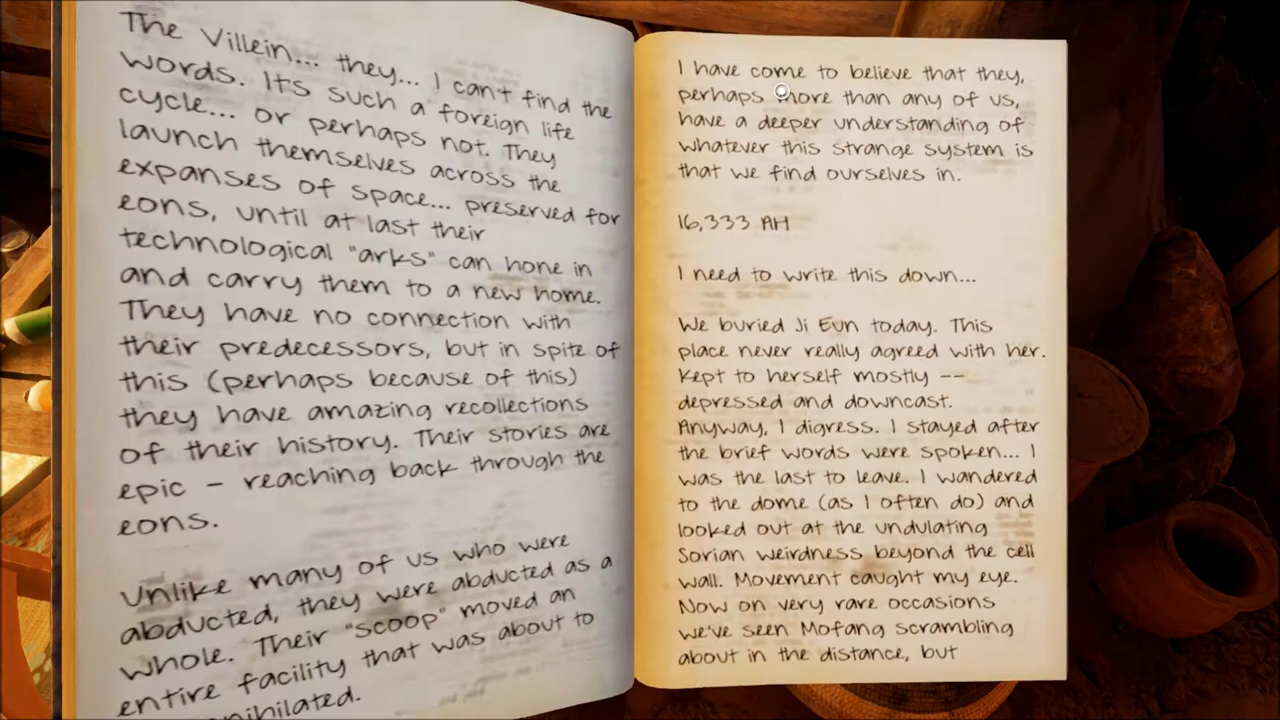 The Villein... they... I can't find the
words. It's such a foreign life
cycle... or perhaps not. They
launch themselves across the
expanses of space... preserved for
eons, until at last their
technological "arks" can hone in
and carry them to a new home.
They have no connection with
their predecessors, but in spite of
this (perhaps because of this)
they have amazing recollections
of their history. Their stories are
epic – reaching back through the
eons.
Unlike many of us who were
abducted, they were abducted as a
whole. Their "scoop" moved an
entire facility that was about to
I have come to believe that they,
perhaps more than any of us,
have a deeper understanding of
whatever this strange system is
that we find ourselves in.
16,333 AH
I need to write this down...
We buried Ji Eun today. This
place never really agreed with her.
Kept to herself mostly --
depressed and downcast.
Anyway, I digress. I stayed after
the brief words were spoken... I
was the last to leave. I wandered
to the dome (as I often do) and
looked out at the undulating
Sorian weirdness beyond the cell
wall. Movement caught my eye.
Now on very rare occasions
we've seen Mofang scrambling
about in the distance, but